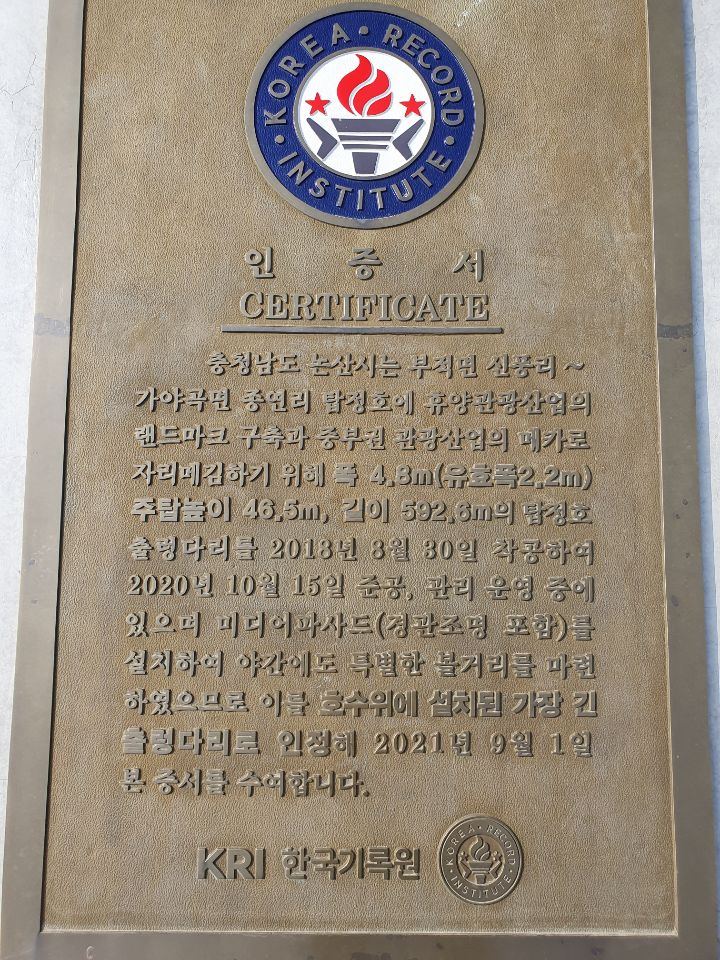 KOREA · RECORD · INSTITUTE ·
인 증 서
CERTIFICATE
충청남도 논산시는 부적면 신풍리 ~
가야곡면 종연리 탑정호에 휴양관광산업의
랜드마크 구축과 중부권 관광산업의 메카로
자리매김하기 위해 폭 4.8m(유효폭2.2m)
주탑높이 46.5m, 길이 592.6m의 탑정호
출렁다리를 2018년 8월 30일 착공하여
2020년 10월 15일 준공, 관리 운영 중에
있으며 미디어파사드(경관조명 포함)를
설치하여 야간에도 특별한 볼거리를 마련
하였으므로 이를 호수위에 설치된 가장 긴
출렁다리로 인정해 2021년 9월 1일
본 증서를 수여합니다.
KRI 한국기록원
KOREA · RECORD · INSTITUTE ·